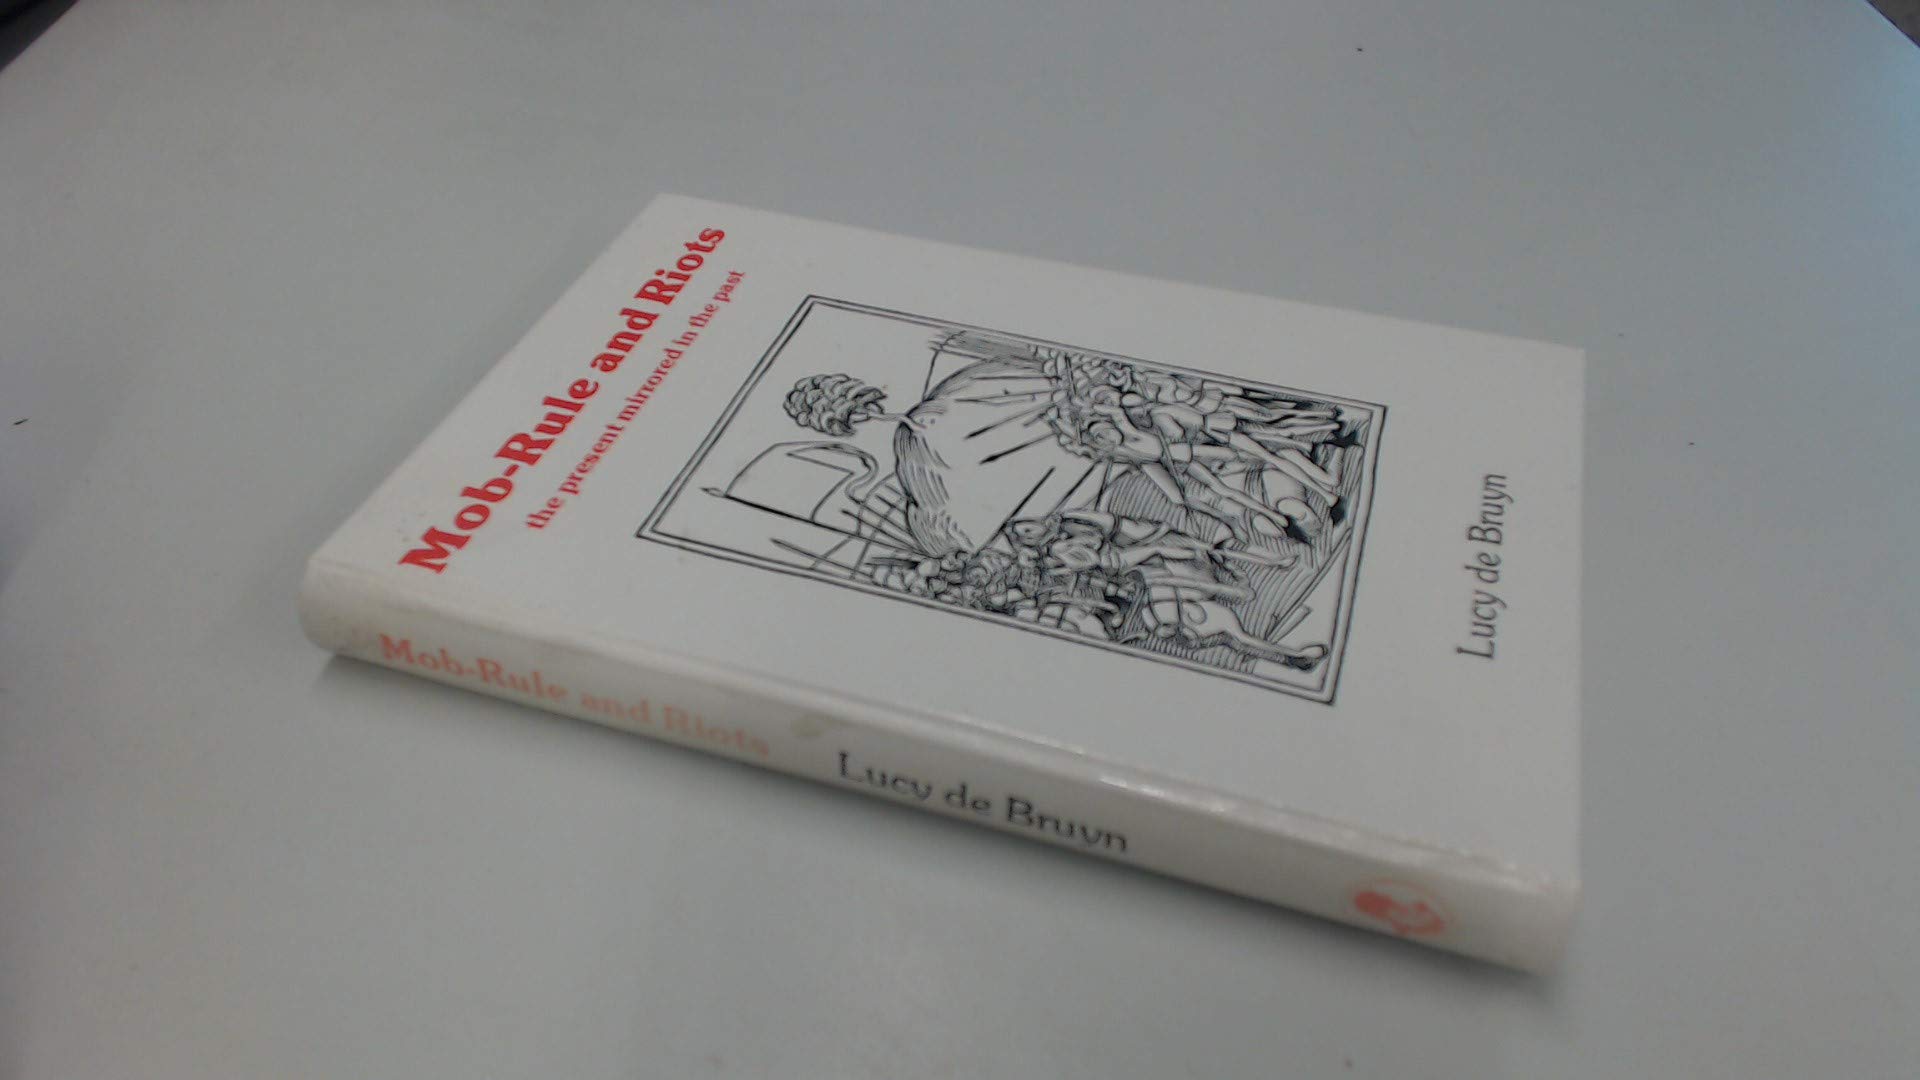 Mob-Rule and Riots
the present mirrored in the past
Lucy de Bruyn
Mob-Rule and Riots
Lucy de Bruyn